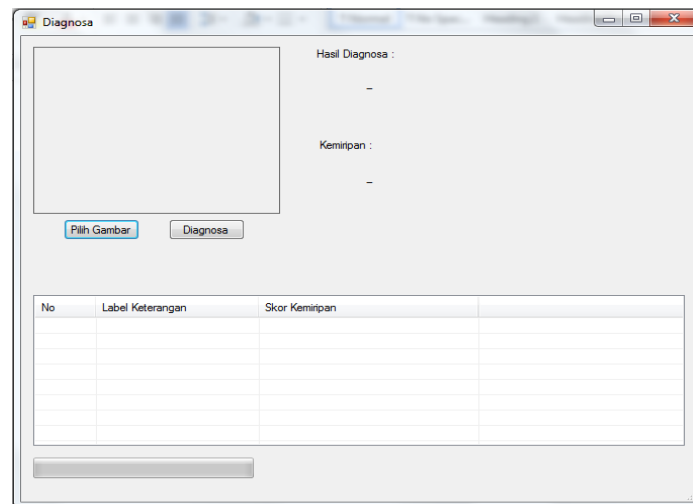 Diagnosa
Hasil Diagnosa :
–
Kemiripan :
–
Pilih Gambar
Diagnosa
No Label Keterangan Skor Kemiripan